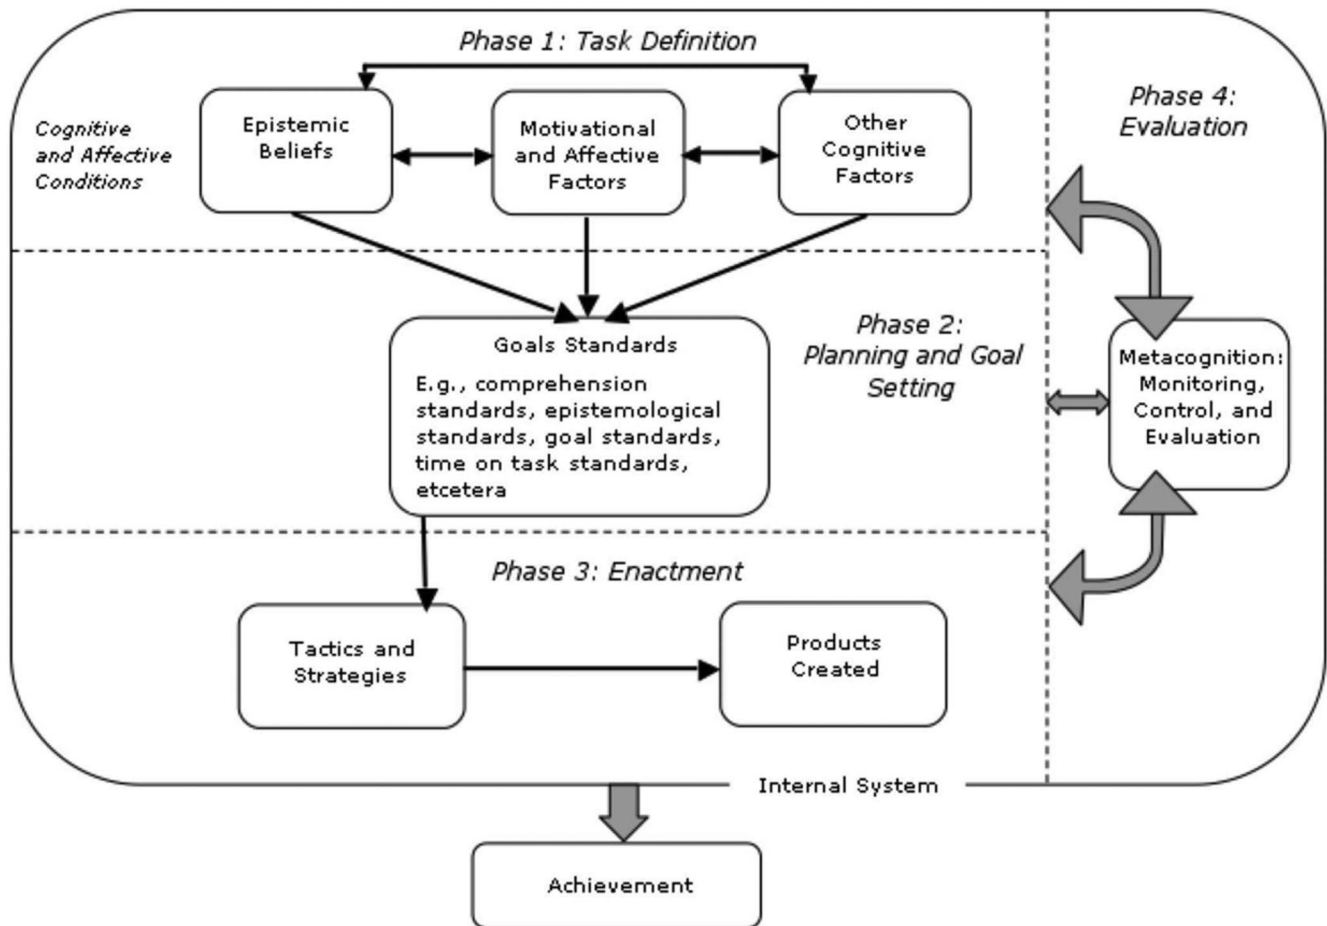 Phase 1: Task Definition
Cognitive
and Affective
Conditions
Epistemic
Beliefs
Motivational
and Affective
Factors
Other
Cognitive
Factors
Phase 4:
Evaluation
Phase 2:
Planning and Goal
Setting
Goals Standards
E.g., comprehension
standards, epistemological
standards, goal standards,
time on task standards,
etcetera
Metacognition:
Monitoring,
Control, and
Evaluation
Phase 3: Enactment
Tactics and
Strategies
Products
Created
Internal System
Achievement